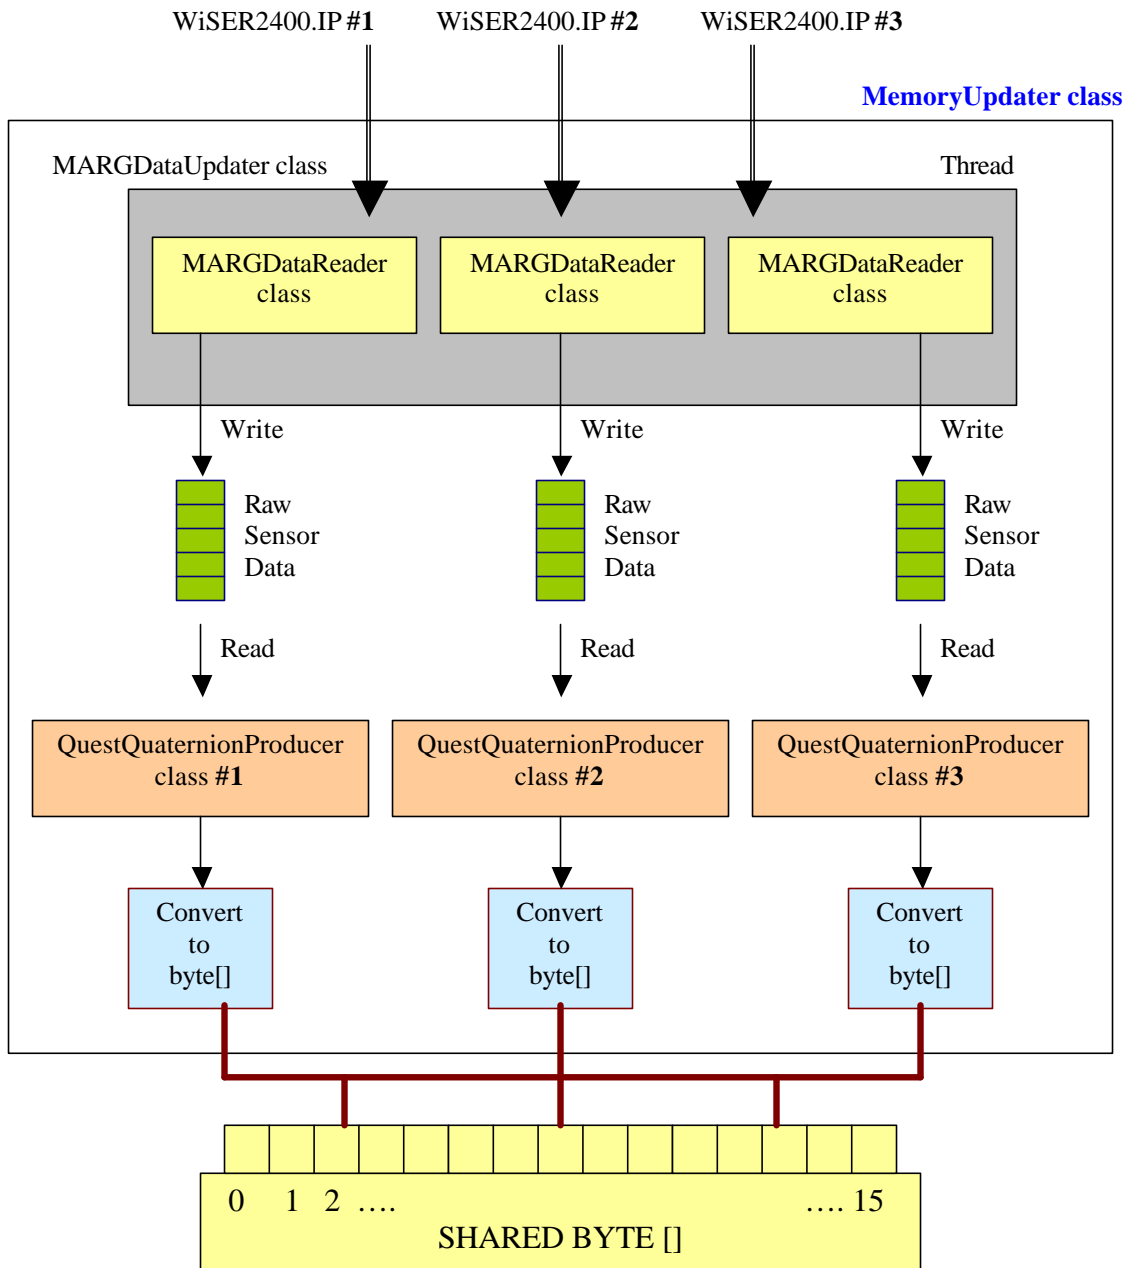 WiSER2400.IP #1
WiSER2400.IP #2
WiSER2400.IP #3
MemoryUpdater class
MARGDataUpdater class
Thread
MARGDataReader
class
MARGDataReader
class
MARGDataReader
class
Write
Write
Write
Raw
Sensor
Data
Raw
Sensor
Data
Raw
Sensor
Data
Read
Read
Read
QuestQuaternionProducer
class #1
QuestQuaternionProducer
class #2
QuestQuaternionProducer
class #3
Convert
to
byte[]
Convert
to
byte[]
Convert
to
byte[]
0 1 2 …. …. 15
SHARED BYTE []